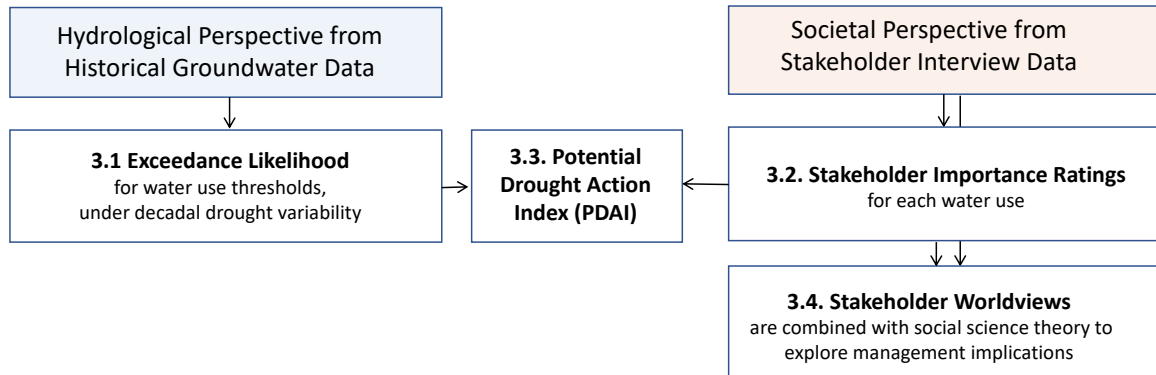 Hydrological Perspective from
Historical Groundwater Data
Societal Perspective from
Stakeholder Interview Data
3.1 Exceedance Likelihood
for water use thresholds,
under decadal drought variability
3.3. Potential
Drought Action
Index (PDAI)
3.2. Stakeholder Importance Ratings
for each water use
3.4. Stakeholder Worldviews
are combined with social science theory to
explore management implications